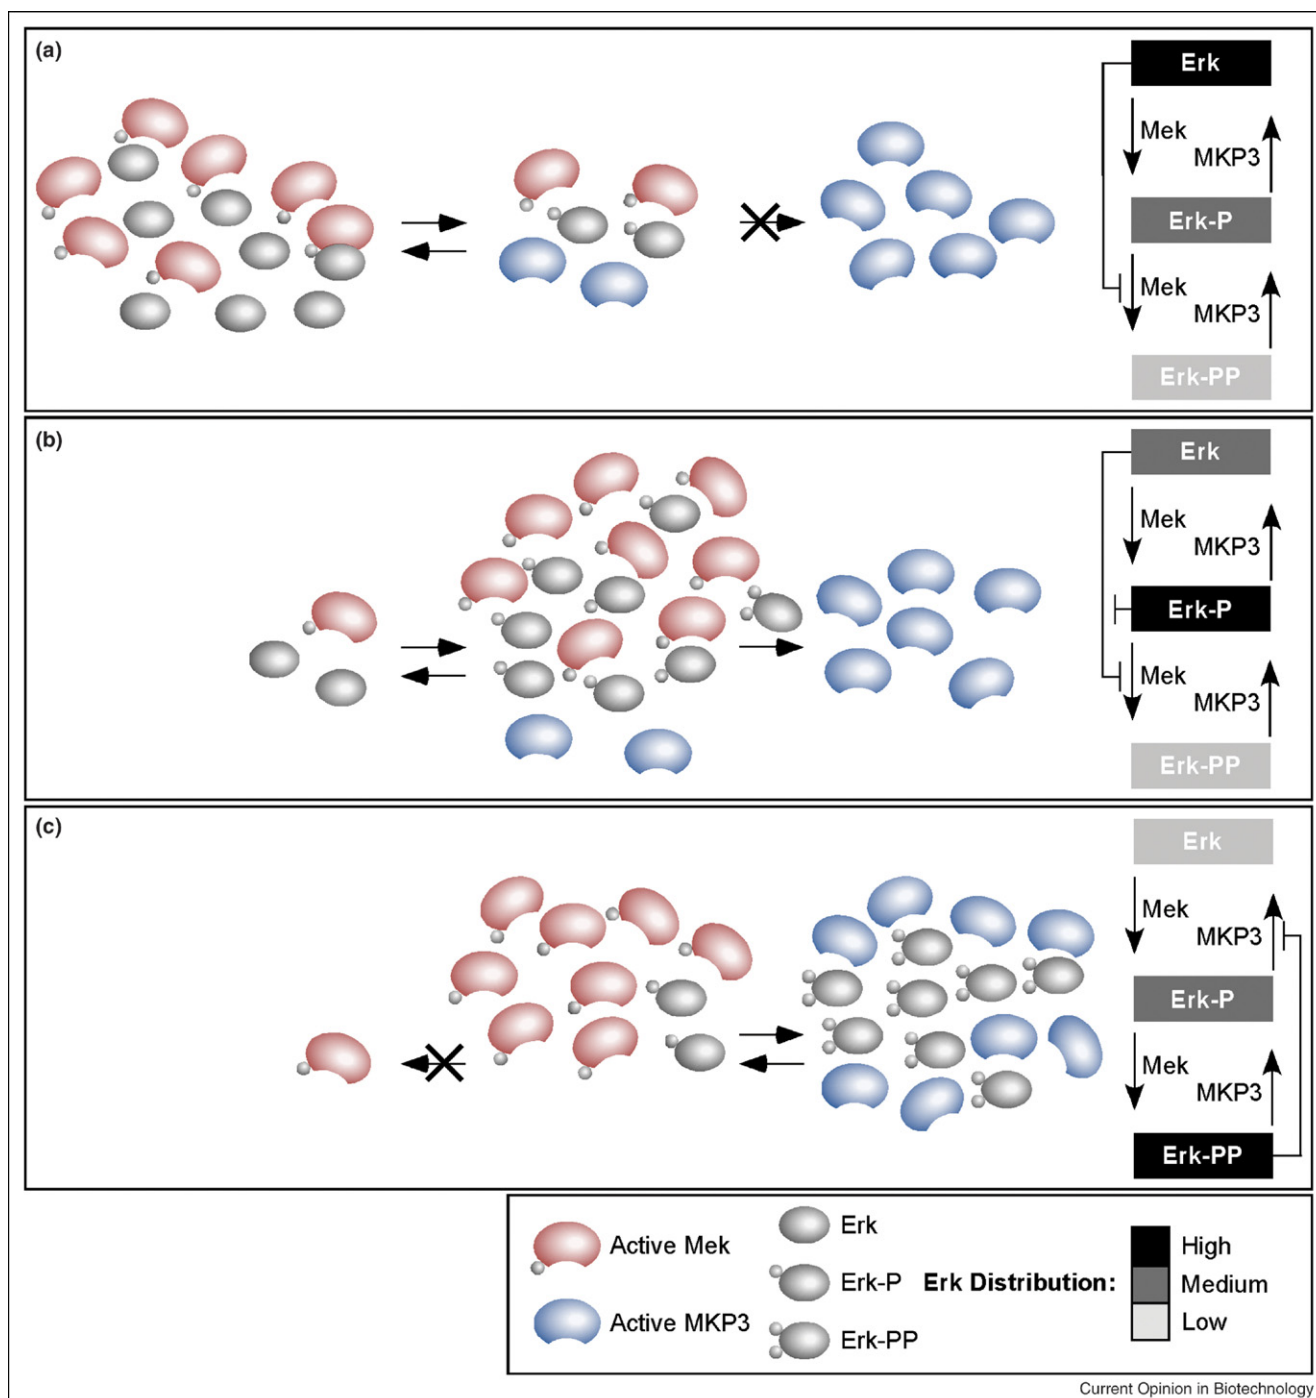 (a)
Erk
Mek
MKP3
Erk-P
Mek
MKP3
Erk-PP
(b)
Erk
Mek
MKP3
Erk-P
Mek
MKP3
Erk-PP
(c)
Erk
Mek
MKP3
Erk-P
Mek
MKP3
Erk-PP
Active Mek
Active MKP3
Erk
Erk-P
Erk-PP
Erk Distribution:
High
Medium
Low
Current Opinion in Biotechnology